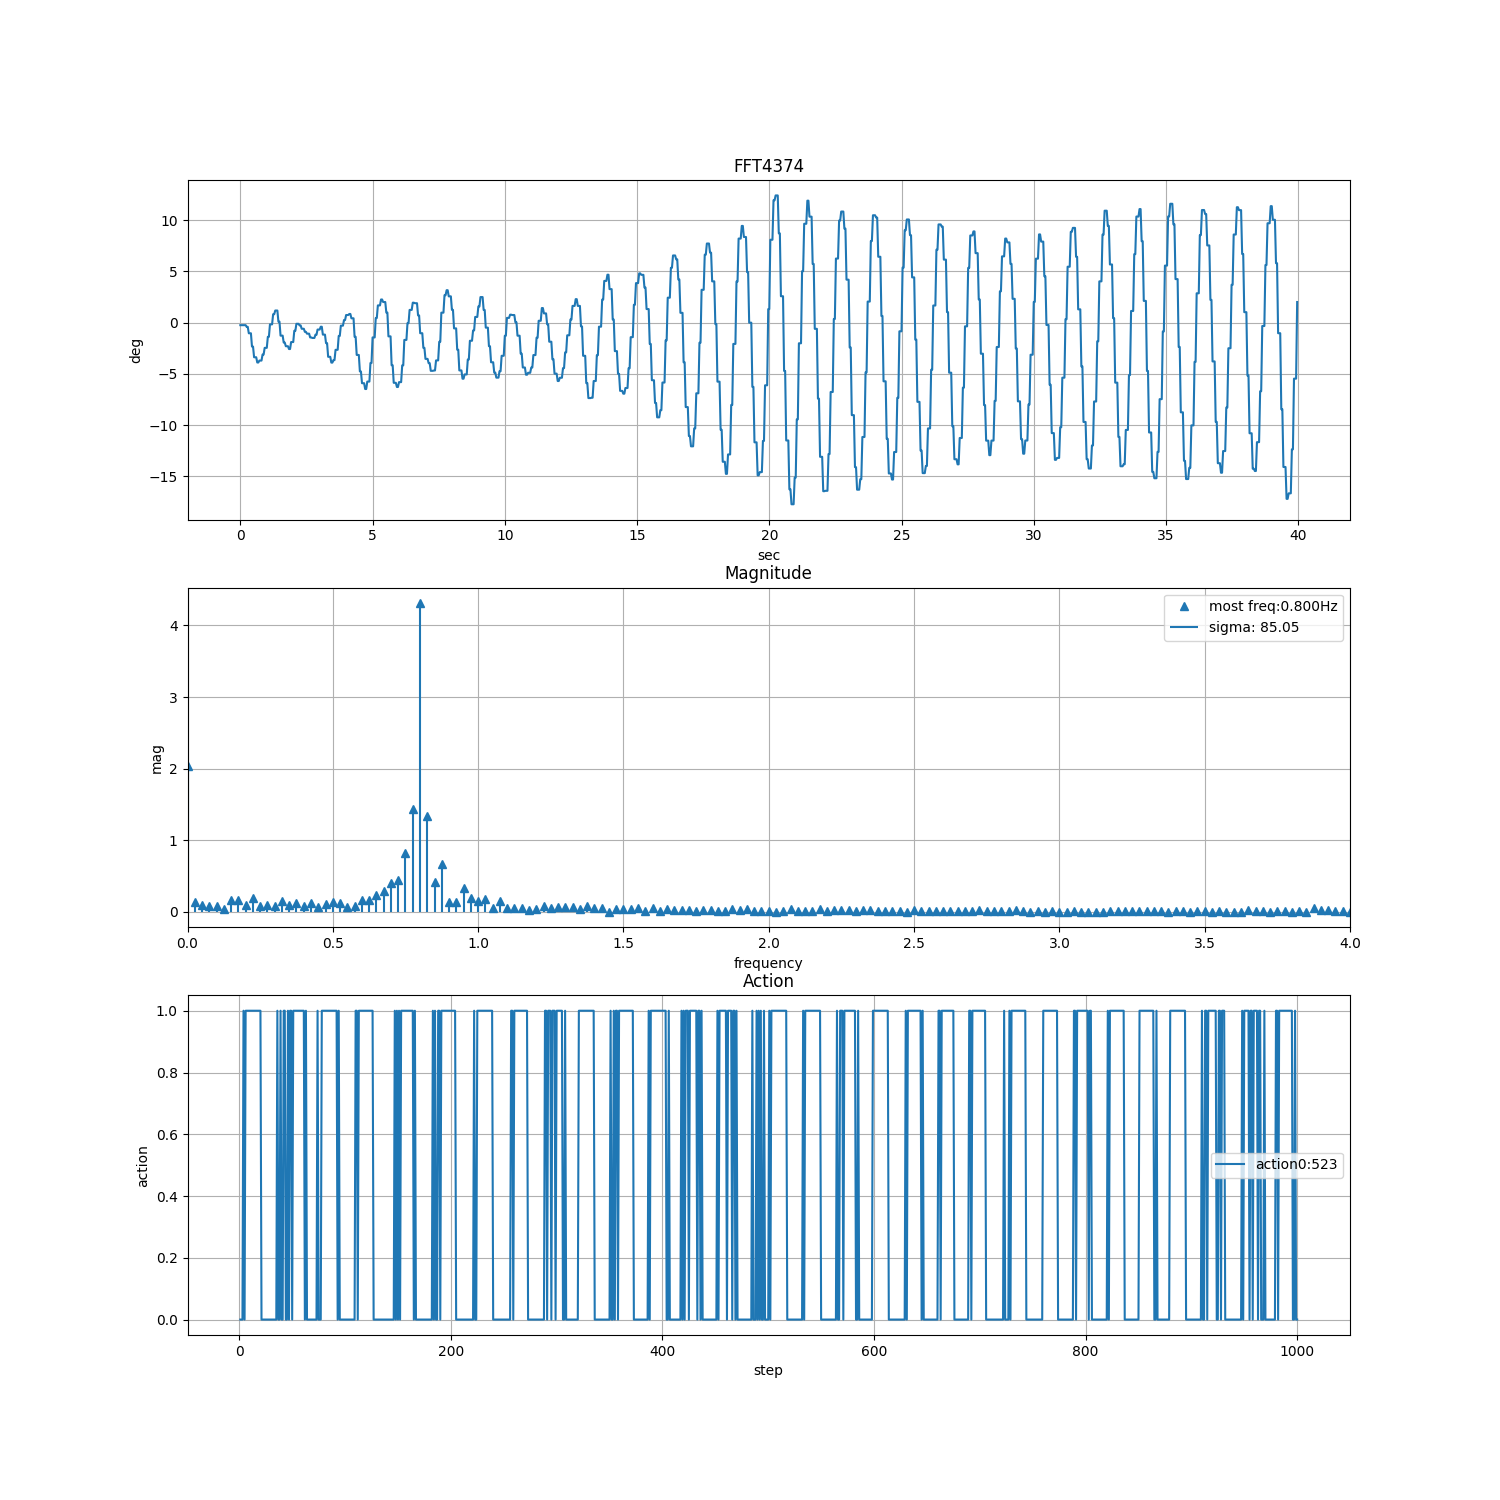 FFT4374
deg
10
5
0
−5
−10
−15
0 5 10 15 20 25 30 35 40
sec
Magnitude
mag
4
3
2
1
0
most freq:0.800Hz
sigma: 85.05
0.0 0.5 1.0 1.5 2.0 2.5 3.0 3.5 4.0
frequency
Action
action
1.0
0.8
0.6
0.4
0.2
0.0
action0:523
0 200 400 600 800 1000
step